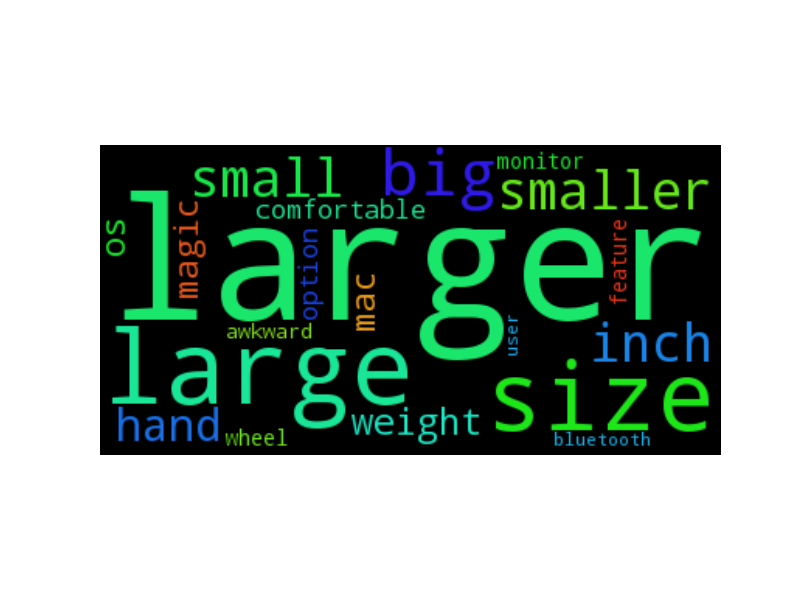 small
big
monitor
smaller
comfortable
os
magic
larger
option
mac
feature
awkward
user
inch
large
size
hand
wheel
weight
bluetooth